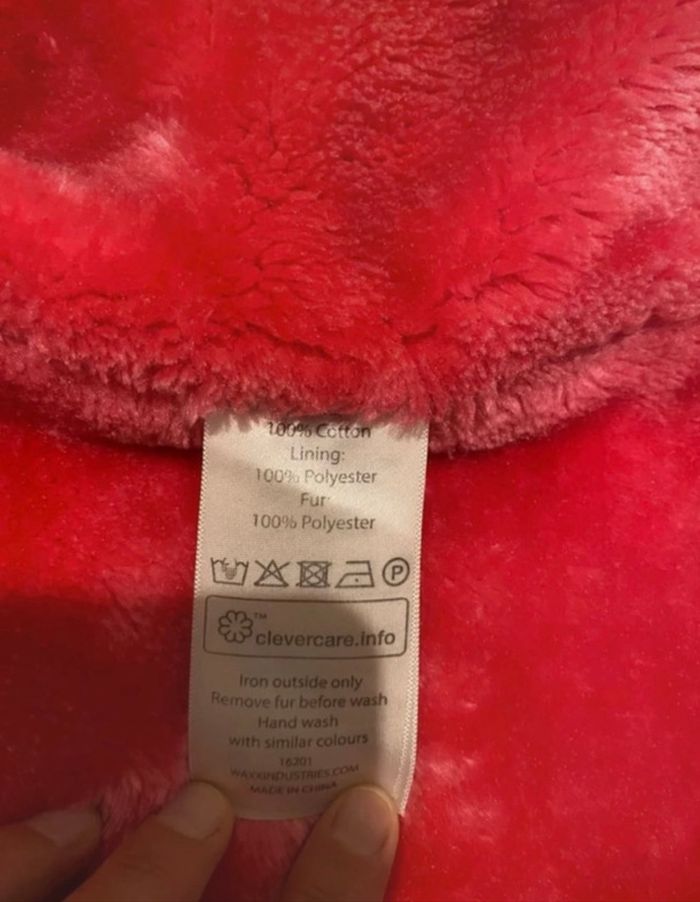 100% Cotton
Lining:
100% Polyester
Fur:
100% Polyester
P
™
clevercare.info
Iron outside only
Remove fur before wash
Hand wash
with similar colours
16201
WAXXINDUSTRIES.COM
MADE IN CHINA